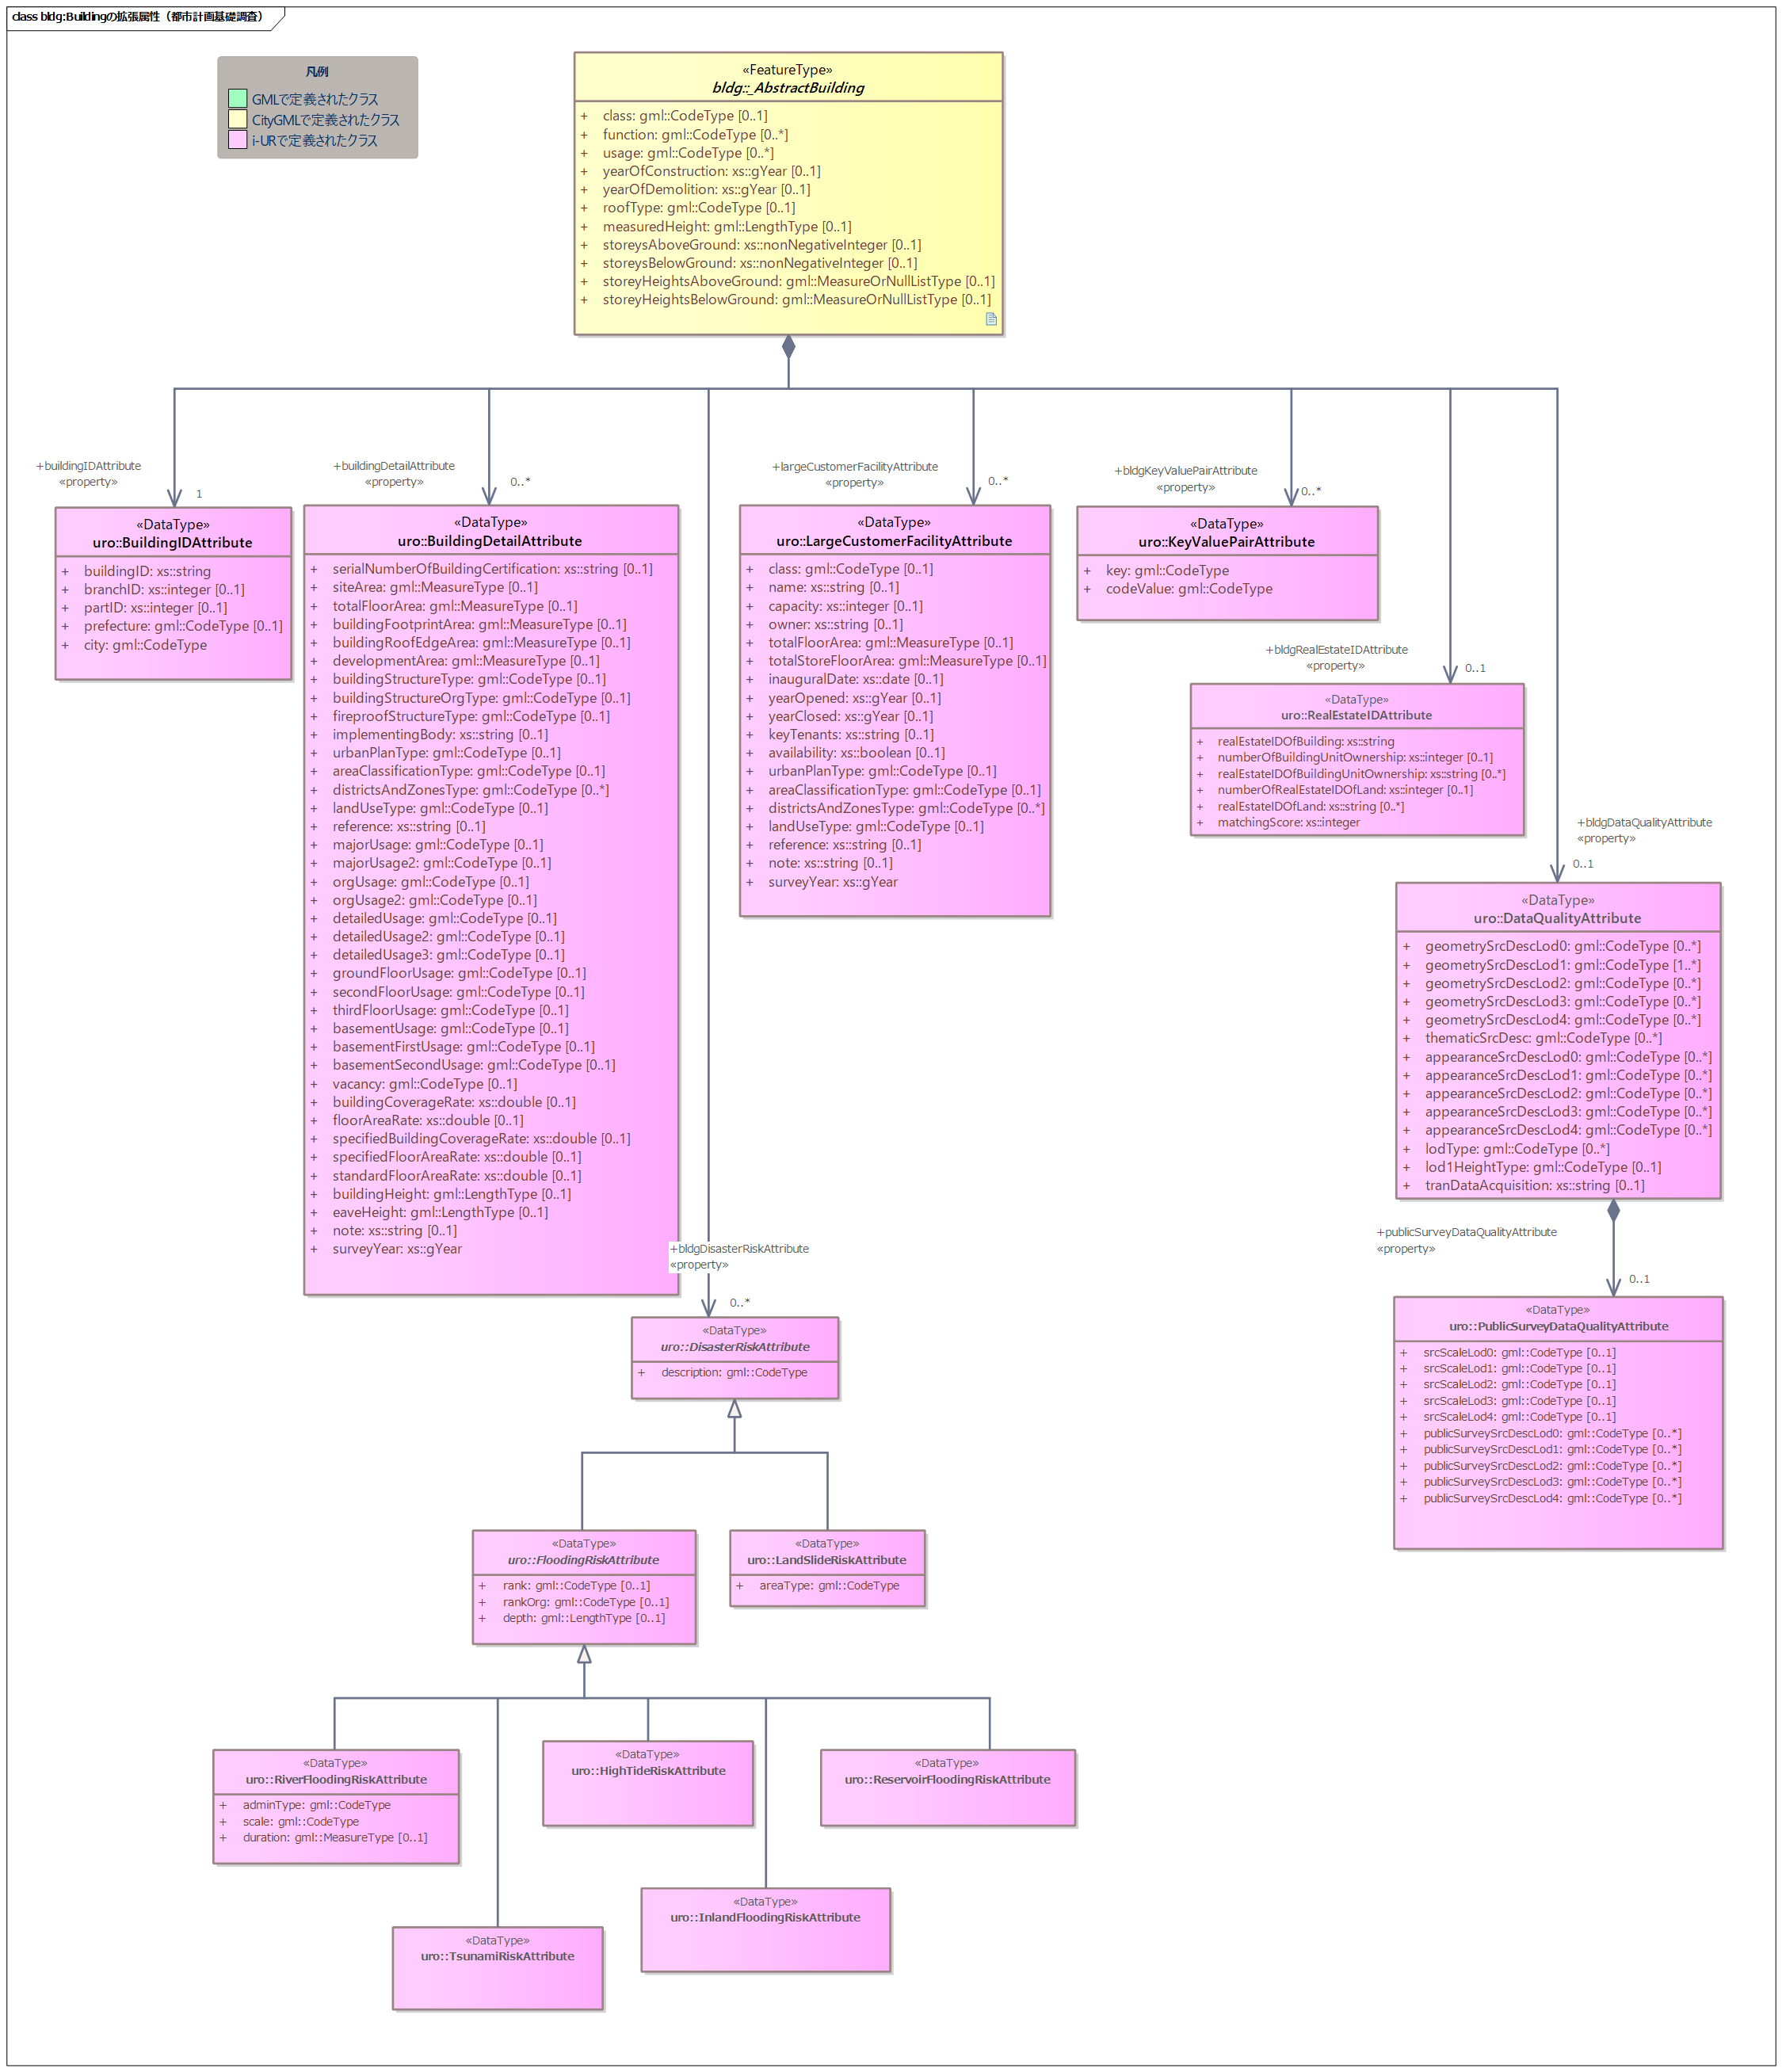 class bldg:Buildingの拡張属性（都市計画基礎調査）
凡例
GMLで定義されたクラス
CityGMLで定義されたクラス
i-URで定義されたクラス
«FeatureType»
bldg::_AbstractBuilding
+ class: gml::CodeType [0..1]
+ function: gml::CodeType [0..*]
+ usage: gml::CodeType [0..*]
+ yearOfConstruction: xs::gYear [0..1]
+ yearOfDemolition: xs::gYear [0..1]
+ roofType: gml::CodeType [0..1]
+ measuredHeight: gml::LengthType [0..1]
+ storeysAboveGround: xs::nonNegativeInteger [0..1]
+ storeysBelowGround: xs::nonNegativeInteger [0..1]
+ storeyHeightsAboveGround: gml::MeasureOrNullListType [0..1]
+ storeyHeightsBelowGround: gml::MeasureOrNullListType [0..1]
+buildingIDAttribute
«property»
1
«DataType»
uro::BuildingIDAttribute
+ buildingID: xs::string
+ branchID: xs::integer [0..1]
+ partID: xs::integer [0..1]
+ prefecture: gml::CodeType [0..1]
+ city: gml::CodeType
+buildingDetailAttribute
«property»
0..*
«DataType»
uro::BuildingDetailAttribute
+ serialNumberOfBuildingCertification: xs::string [0..1]
+ siteArea: gml::MeasureType [0..1]
+ totalFloorArea: gml::MeasureType [0..1]
+ buildingFootprintArea: gml::MeasureType [0..1]
+ buildingRoofEdgeArea: gml::MeasureType [0..1]
+ developmentArea: gml::MeasureType [0..1]
+ buildingStructureType: gml::CodeType [0..1]
+ buildingStructureOrgType: gml::CodeType [0..1]
+ fireproofStructureType: gml::CodeType [0..1]
+ implementingBody: xs::string [0..1]
+ urbanPlanType: gml::CodeType [0..1]
+ areaClassificationType: gml::CodeType [0..1]
+ districtsAndZonesType: gml::CodeType [0..*]
+ landUseType: gml::CodeType [0..1]
+ reference: xs::string [0..1]
+ majorUsage: gml::CodeType [0..1]
+ majorUsage2: gml::CodeType [0..1]
+ orgUsage: gml::CodeType [0..1]
+ orgUsage2: gml::CodeType [0..1]
+ detailedUsage: gml::CodeType [0..1]
+ detailedUsage2: gml::CodeType [0..1]
+ detailedUsage3: gml::CodeType [0..1]
+ groundFloorUsage: gml::CodeType [0..1]
+ secondFloorUsage: gml::CodeType [0..1]
+ thirdFloorUsage: gml::CodeType [0..1]
+ basementUsage: gml::CodeType [0..1]
+ basementFirstUsage: gml::CodeType [0..1]
+ basementSecondUsage: gml::CodeType [0..1]
+ vacancy: gml::CodeType [0..1]
+ buildingCoverageRate: xs::double [0..1]
+ floorAreaRate: xs::double [0..1]
+ specifiedBuildingCoverageRate: xs::double [0..1]
+ specifiedFloorAreaRate: xs::double [0..1]
+ standardFloorAreaRate: xs::double [0..1]
+ buildingHeight: gml::LengthType [0..1]
+ eaveHeight: gml::LengthType [0..1]
+ note: xs::string [0..1]
+ surveyYear: xs::gYear
+largeCustomerFacilityAttribute
«property»
0..*
«DataType»
uro::LargeCustomerFacilityAttribute
+ class: gml::CodeType [0..1]
+ name: xs::string [0..1]
+ capacity: xs::integer [0..1]
+ owner: xs::string [0..1]
+ totalFloorArea: gml::MeasureType [0..1]
+ totalStoreFloorArea: gml::MeasureType [0..1]
+ inauguralDate: xs::date [0..1]
+ yearOpened: xs::gYear [0..1]
+ yearClosed: xs::gYear [0..1]
+ keyTenants: xs::string [0..1]
+ availability: xs::boolean [0..1]
+ urbanPlanType: gml::CodeType [0..1]
+ areaClassificationType: gml::CodeType [0..1]
+ districtsAndZonesType: gml::CodeType [0..*]
+ landUseType: gml::CodeType [0..1]
+ reference: xs::string [0..1]
+ note: xs::string [0..1]
+ surveyYear: xs::gYear
+bldgKeyValuePairAttribute
«property»
0..*
«DataType»
uro::KeyValuePairAttribute
+ key: gml::CodeType
+ codeValue: gml::CodeType
+bldgRealEstateIDAttribute
«property»
0..1
«DataType»
uro::RealEstateIDAttribute
+ realEstateIDOfBuilding: xs::string
+ numberOfBuildingUnitOwnership: xs::integer [0..1]
+ realEstateIDOfBuildingUnitOwnership: xs::string [0..*]
+ numberOfRealEstateIDOfLand: xs::integer [0..1]
+ realEstateIDOfLand: xs::string [0..*]
+ matchingScore: xs::integer
+bldgDataQualityAttribute
«property»
0..1
«DataType»
uro::DataQualityAttribute
+ geometrySrcDescLod0: gml::CodeType [0..*]
+ geometrySrcDescLod1: gml::CodeType [1..*]
+ geometrySrcDescLod2: gml::CodeType [0..*]
+ geometrySrcDescLod3: gml::CodeType [0..*]
+ geometrySrcDescLod4: gml::CodeType [0..*]
+ thematicSrcDesc: gml::CodeType [0..*]
+ appearanceSrcDescLod0: gml::CodeType [0..*]
+ appearanceSrcDescLod1: gml::CodeType [0..*]
+ appearanceSrcDescLod2: gml::CodeType [0..*]
+ appearanceSrcDescLod3: gml::CodeType [0..*]
+ appearanceSrcDescLod4: gml::CodeType [0..*]
+ lodType: gml::CodeType [0..*]
+ lod1HeightType: gml::CodeType [0..1]
+ tranDataAcquisition: xs::string [0..1]
+publicSurveyDataQualityAttribute
«property»
0..1
«DataType»
uro::PublicSurveyDataQualityAttribute
+ srcScaleLod0: gml::CodeType [0..1]
+ srcScaleLod1: gml::CodeType [0..1]
+ srcScaleLod2: gml::CodeType [0..1]
+ srcScaleLod3: gml::CodeType [0..1]
+ srcScaleLod4: gml::CodeType [0..1]
+ publicSurveySrcDescLod0: gml::CodeType [0..*]
+ publicSurveySrcDescLod1: gml::CodeType [0..*]
+ publicSurveySrcDescLod2: gml::CodeType [0..*]
+ publicSurveySrcDescLod3: gml::CodeType [0..*]
+ publicSurveySrcDescLod4: gml::CodeType [0..*]
+bldgDisasterRiskAttribute
«property»
0..*
«DataType»
uro::DisasterRiskAttribute
+ description: gml::CodeType
«DataType»
uro::FloodingRiskAttribute
+ rank: gml::CodeType [0..1]
+ rankOrg: gml::CodeType [0..1]
+ depth: gml::LengthType [0..1]
«DataType»
uro::LandSlideRiskAttribute
+ areaType: gml::CodeType
«DataType»
uro::RiverFloodingRiskAttribute
+ adminType: gml::CodeType
+ scale: gml::CodeType
+ duration: gml::MeasureType [0..1]
«DataType»
uro::HighTideRiskAttribute
«DataType»
uro::ReservoirFloodingRiskAttribute
«DataType»
uro::InlandFloodingRiskAttribute
«DataType»
uro::TsunamiRiskAttribute